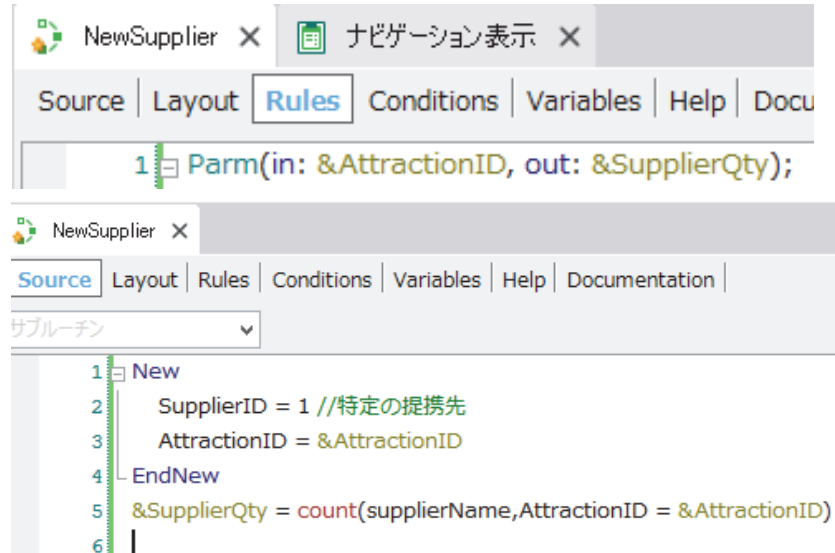 NewSupplier × ナビゲーション表示 ×
Source Layout Rules Conditions Variables Help Docu
1 Parm(in: &AttractionID, out: &SupplierQty);
NewSupplier ×
Source Layout Rules Conditions Variables Help Documentation
サブルーチン
1 New
2 SupplierID = 1 //特定の提携先
3 AttractionID = &AttractionID
4 EndNew
5 &SupplierQty = count(supplierName,AttractionID = &AttractionID)
6